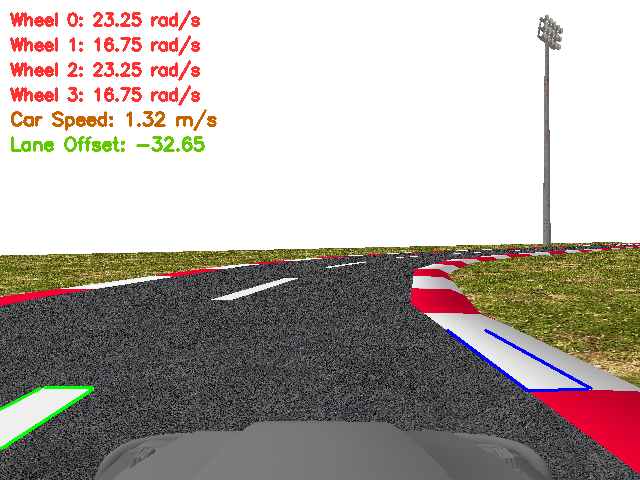 Wheel 0: 23.25 rad/s
Wheel 1: 16.75 rad/s
Wheel 2: 23.25 rad/s
Wheel 3: 16.75 rad/s
Car Speed: 1.32 m/s
Lane Offset: -32.65